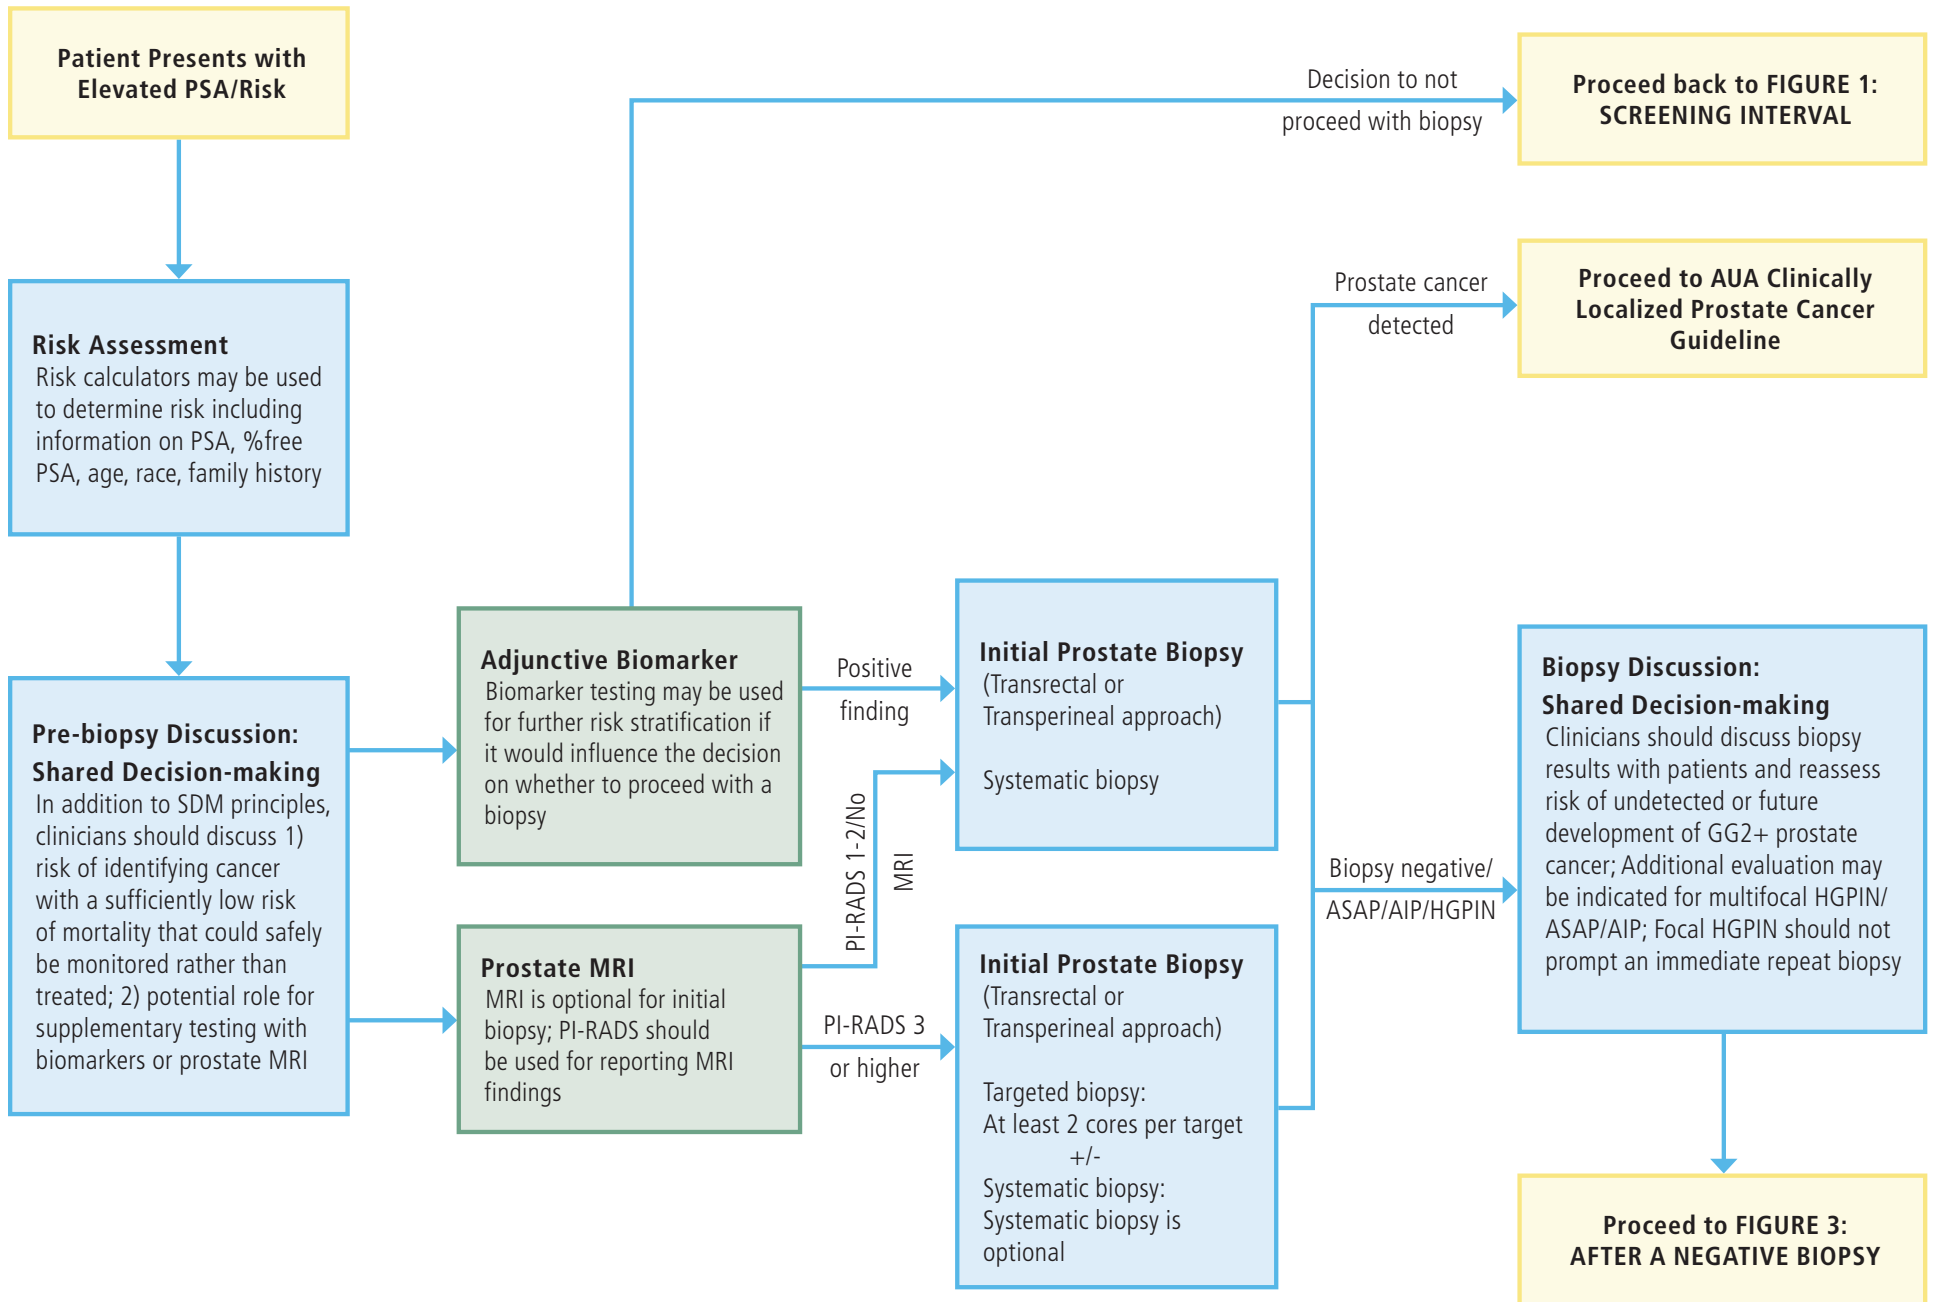 Patient Presents with
Elevated PSA/Risk
Risk Assessment
Risk calculators may be used
to determine risk including
information on PSA, %free
PSA, age, race, family history
Pre-biopsy Discussion:
Shared Decision-making
In addition to SDM principles,
clinicians should discuss 1)
risk of identifying cancer
with a sufficiently low risk
of mortality that could safely
be monitored rather than
treated; 2) potential role for
supplementary testing with
biomarkers or prostate MRI
Adjunctive Biomarker
Biomarker testing may be used
for further risk stratification if
it would influence the decision
on whether to proceed with a
biopsy
Prostate MRI
MRI is optional for initial
biopsy; PI-RADS should
be used for reporting MRI
findings
Decision to not
proceed with biopsy
Positive
finding
PI-RADS 1-2/No
MRI
PI-RADS 3
or higher
Initial Prostate Biopsy
(Transrectal or
Transperineal approach)
Systematic biopsy
Initial Prostate Biopsy
(Transrectal or
Transperineal approach)
Targeted biopsy:
At least 2 cores per target
+/-
Systematic biopsy:
Systematic biopsy is
optional
Prostate cancer
detected
Biopsy negative/
ASAP/AIP/HGPIN
Proceed back to FIGURE 1:
SCREENING INTERVAL
Proceed to AUA Clinically
Localized Prostate Cancer
Guideline
Biopsy Discussion:
Shared Decision-making
Clinicians should discuss biopsy
results with patients and reassess
risk of undetected or future
development of GG2+ prostate
cancer; Additional evaluation may
be indicated for multifocal HGPIN/
ASAP/AIP; Focal HGPIN should not
prompt an immediate repeat biopsy
Proceed to FIGURE 3:
AFTER A NEGATIVE BIOPSY